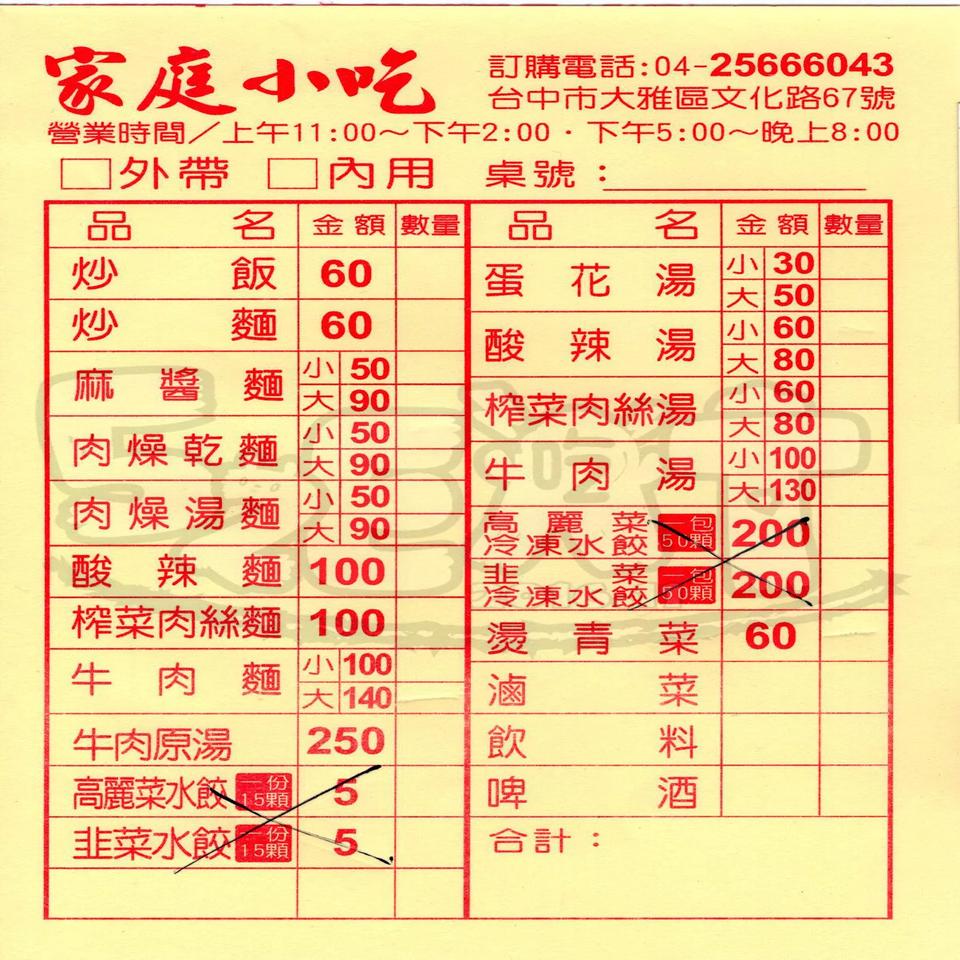 家庭小吃
訂購電話:04-25666043
台中市大雅區文化路67號
營業時間／上午11:00～下午2:00．下午5:00～晚上8:00
□外帶 □內用 桌號：
品名 金額 數量
炒飯 60
炒麵 60
麻醬麵 小 50 大 90
肉燥乾麵 小 50 大 90
肉燥湯麵 小 50 大 90
酸辣麵 100
榨菜肉絲麵 100
牛肉麵 小 100 大 140
牛肉原湯 250
高麗菜水餃 一份15顆 5
韭菜水餃 一份15顆 5
品名 金額 數量
蛋花湯 小 30 大 50
酸辣湯 小 60 大 80
榨菜肉絲湯 小 60 大 80
牛肉湯 小 100 大 130
高麗菜冷凍水餃 一包50顆 200
韭菜冷凍水餃 一包50顆 200
燙青菜 60
滷菜
飲料
啤酒
合計：